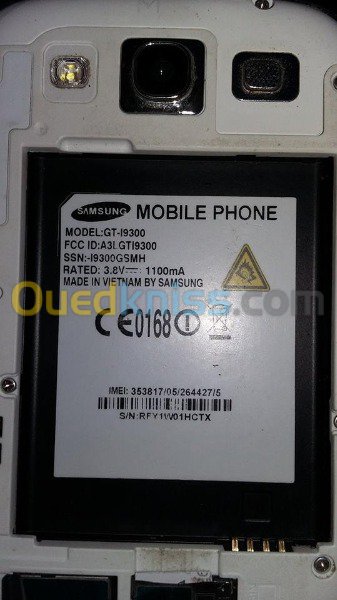 SAMSUNG MOBILE PHONE
MODEL:GT-I9300
FCC ID:A3LGTI9300
SSN:-I9300GSMH
RATED: 3.8V⎓ 1100mA
MADE IN VIETNAM BY SAMSUNG
Ouedkniss.com
CE0168
IMEI: 353817/05/264427/5
S/N:RFY1W01HCTX